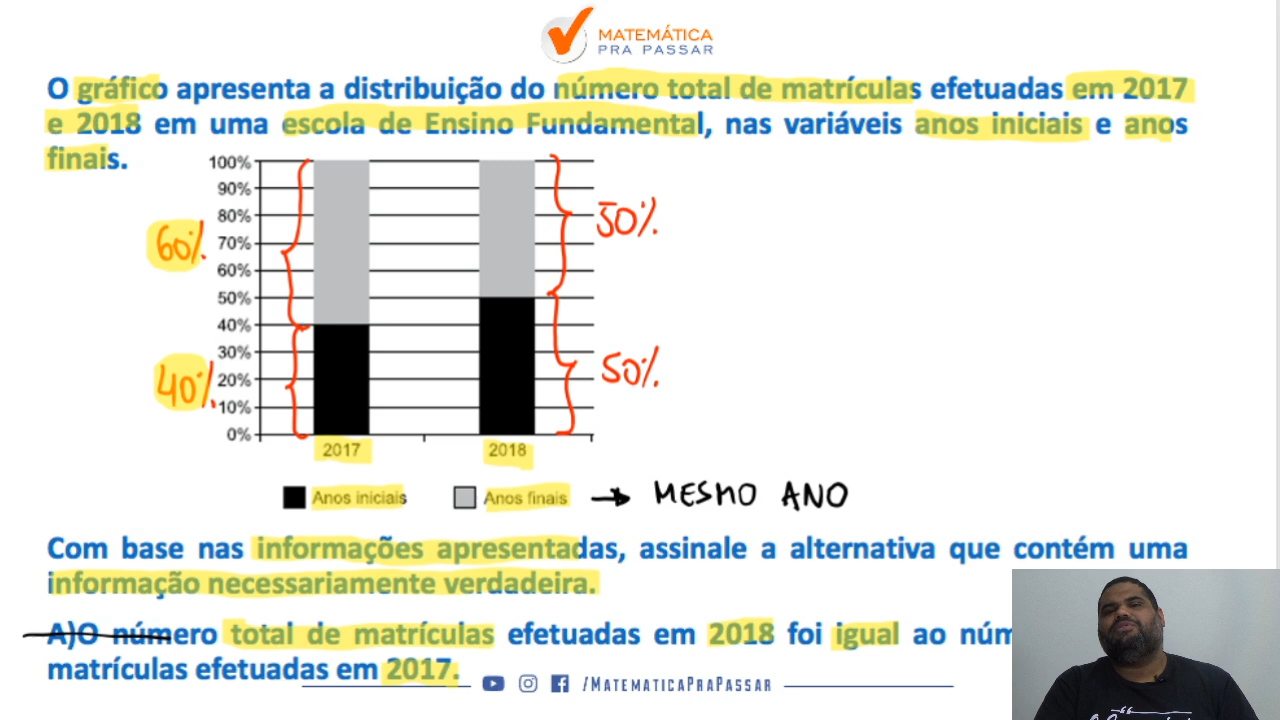 MATEMÁTICA
PRA PASSAR
O gráfico apresenta a distribuição do número total de matrículas efetuadas em 2017
e 2018 em uma escola de Ensino Fundamental, nas variáveis anos iniciais e anos
finais.
100%
90%
80%
70%
60%
50%
40%
30%
20%
10%
0%
60%
40%
50%
50%
2017
2018
Anos iniciais
Anos finais
MESMO ANO
Com base nas informações apresentadas, assinale a alternativa que contém uma
informação necessariamente verdadeira.
A)O número total de matrículas efetuadas em 2018 foi igual ao
matrículas efetuadas em 2017.
/MATEMATICAPRAPASSAR